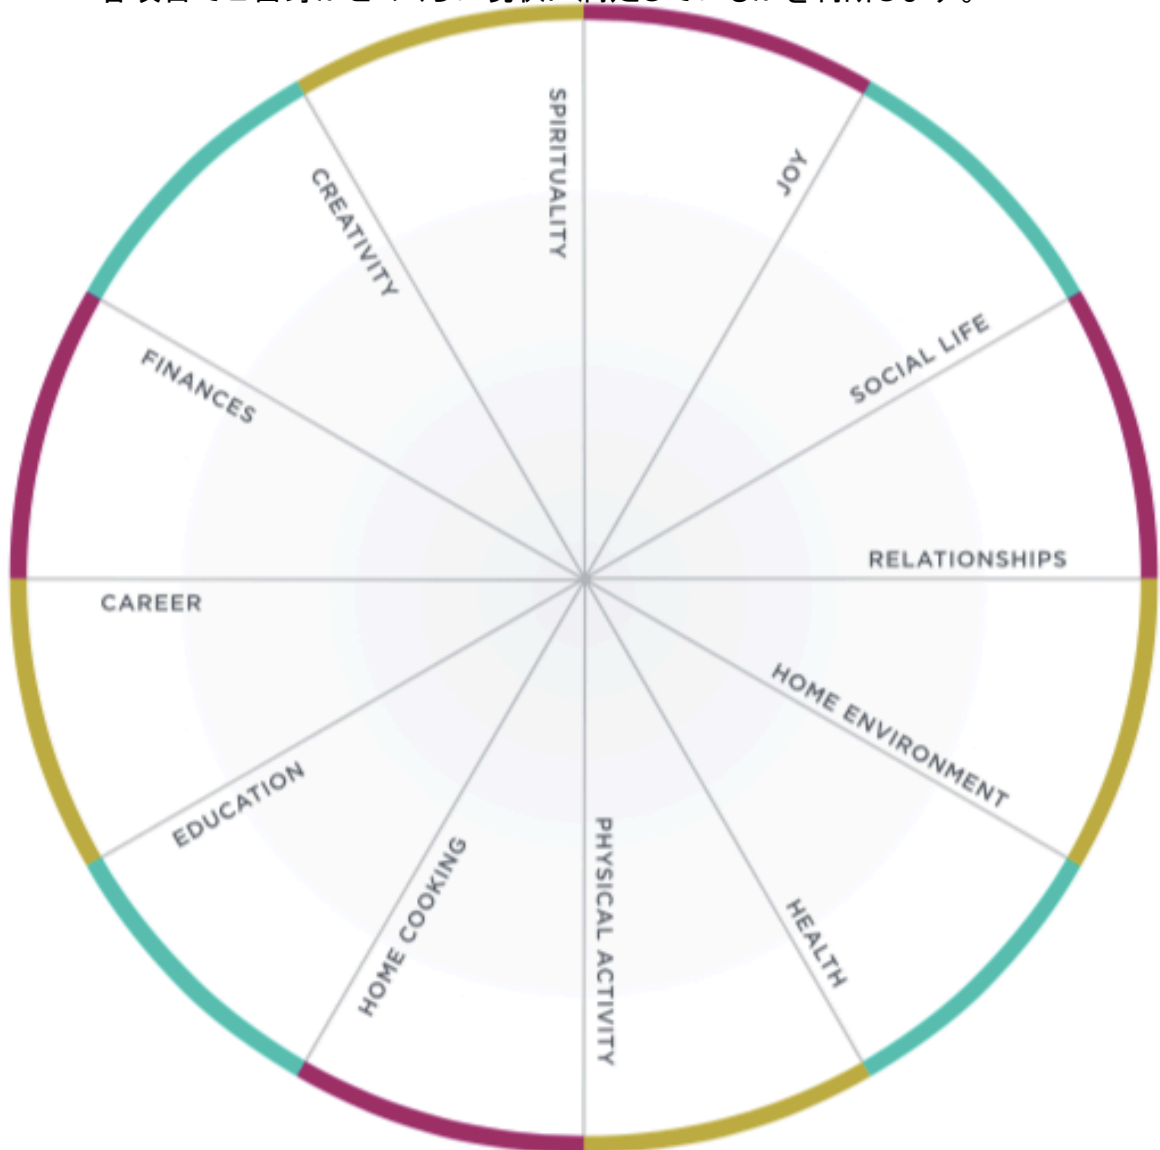 SPIRITUALITY
JOY
SOCIAL LIFE
RELATIONSHIPS
HOME ENVIRONMENT
HEALTH
PHYSICAL ACTIVITY
HOME COOKING
EDUCATION
CAREER
FINANCES
CREATIVITY